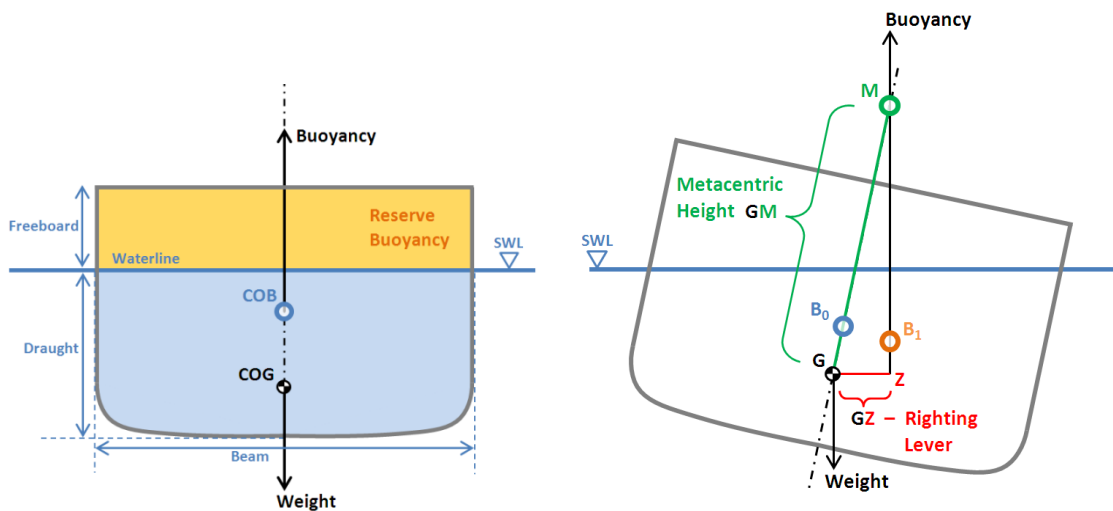 Buoyancy
Freeboard
Reserve
Buoyancy
Waterline
SWL
COB
Draught
COG
Beam
Weight
Buoyancy
M
Metacentric
Height GM
SWL
B₀
B₁
G
Z
GZ – Righting
Lever
Weight